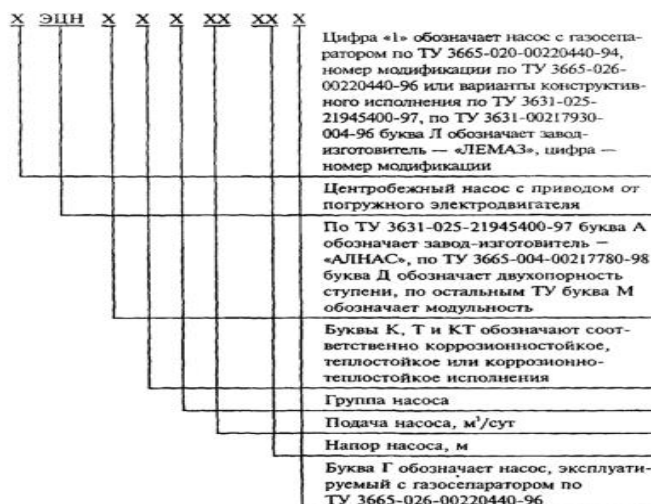 Х ЭЦН Х Х Х ХХ ХХ Х
Цифра «1» обозначает насос с газосепа-
ратором по ТУ 3665-020-00220440-94,
номер модификации по ТУ 3665-026-
00220440-96 или варианты конструктив-
ного исполнения по ТУ 3631-025-
21945400-97, по ТУ 3631-00217930-
004-96 буква Л обозначает завод-
изготовитель — «ЛЕМАЗ», цифра —
номер модификации
Центробежный насос с приводом от
погружного электродвигателя
По ТУ 3631-025-21945400-97 буква А
обозначает завод-изготовитель —
«АЛНАС», по ТУ 3665-004-00217780-98
буква Д обозначает двухопорность
ступени, по остальным ТУ буква М
обозначает модульность
Буквы К, Т и КТ обозначают соот-
ветственно коррозионностойкое,
теплостойкое или коррозионно-
теплостойкое исполнения
Группа насоса
Подача насоса, м³/сут
Напор насоса, м
Буква Г обозначает насос, эксплуати-
руемый с газосепаратором по
ТУ 3665-026-00220440-96